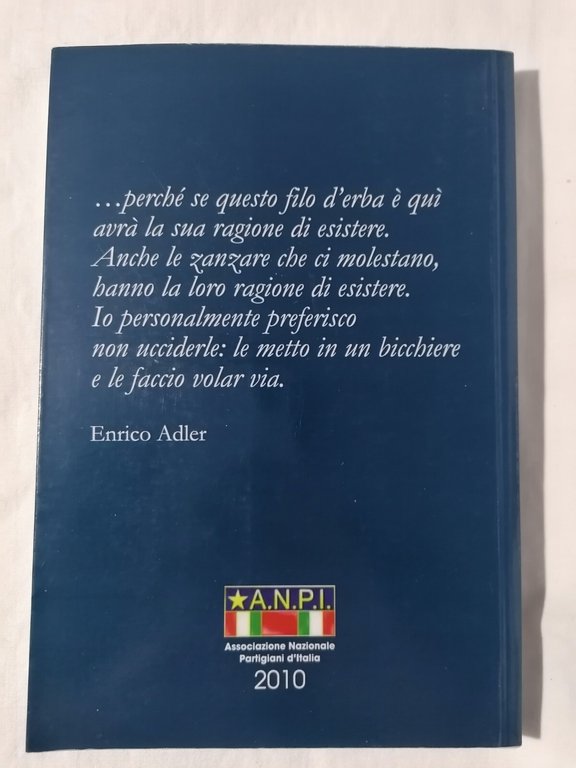 ...perché se questo filo d'erba è quì
avrà la sua ragione di esistere.
Anche le zanzare che ci molestano,
hanno la loro ragione di esistere.
Io personalmente preferisco
non ucciderle: le metto in un bicchiere
e le faccio volar via.
Enrico Adler
A.N.P.I.
Associazione Nazionale
Partigiani d'Italia
2010